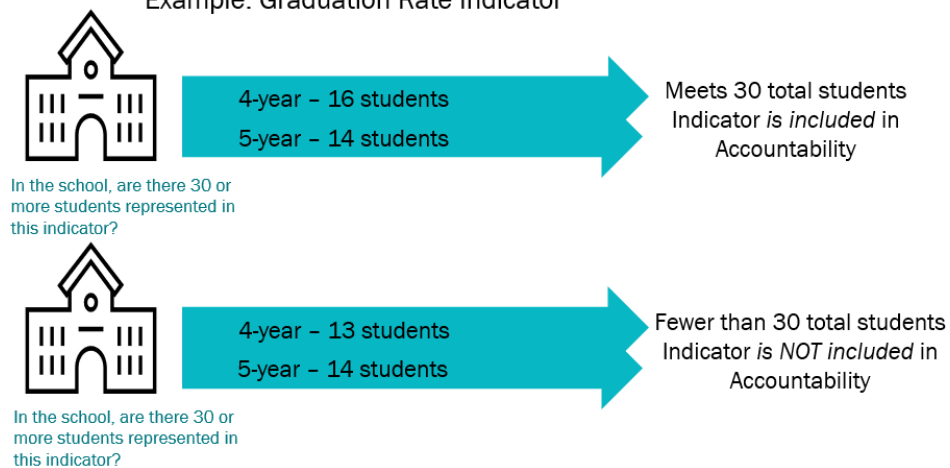 Example: Graduation Rate Indicator
4-year – 16 students
5-year – 14 students
Meets 30 total students
Indicator is included in
Accountability
In the school, are there 30 or
more students represented in
this indicator?
4-year – 13 students
5-year – 14 students
Fewer than 30 total students
Indicator is NOT included in
Accountability
In the school, are there 30 or
more students represented in
this indicator?